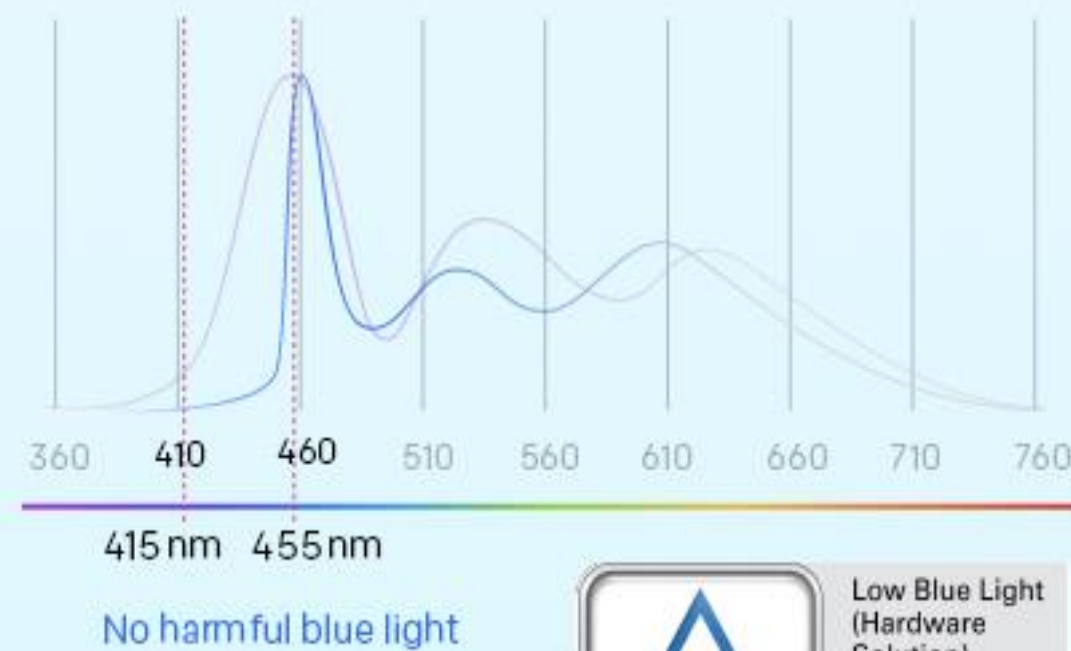 360 410 460 510 560 610 660 710 760
415 nm 455 nm
No harmful blue light
Low Blue Light
(Hardware
Solution)